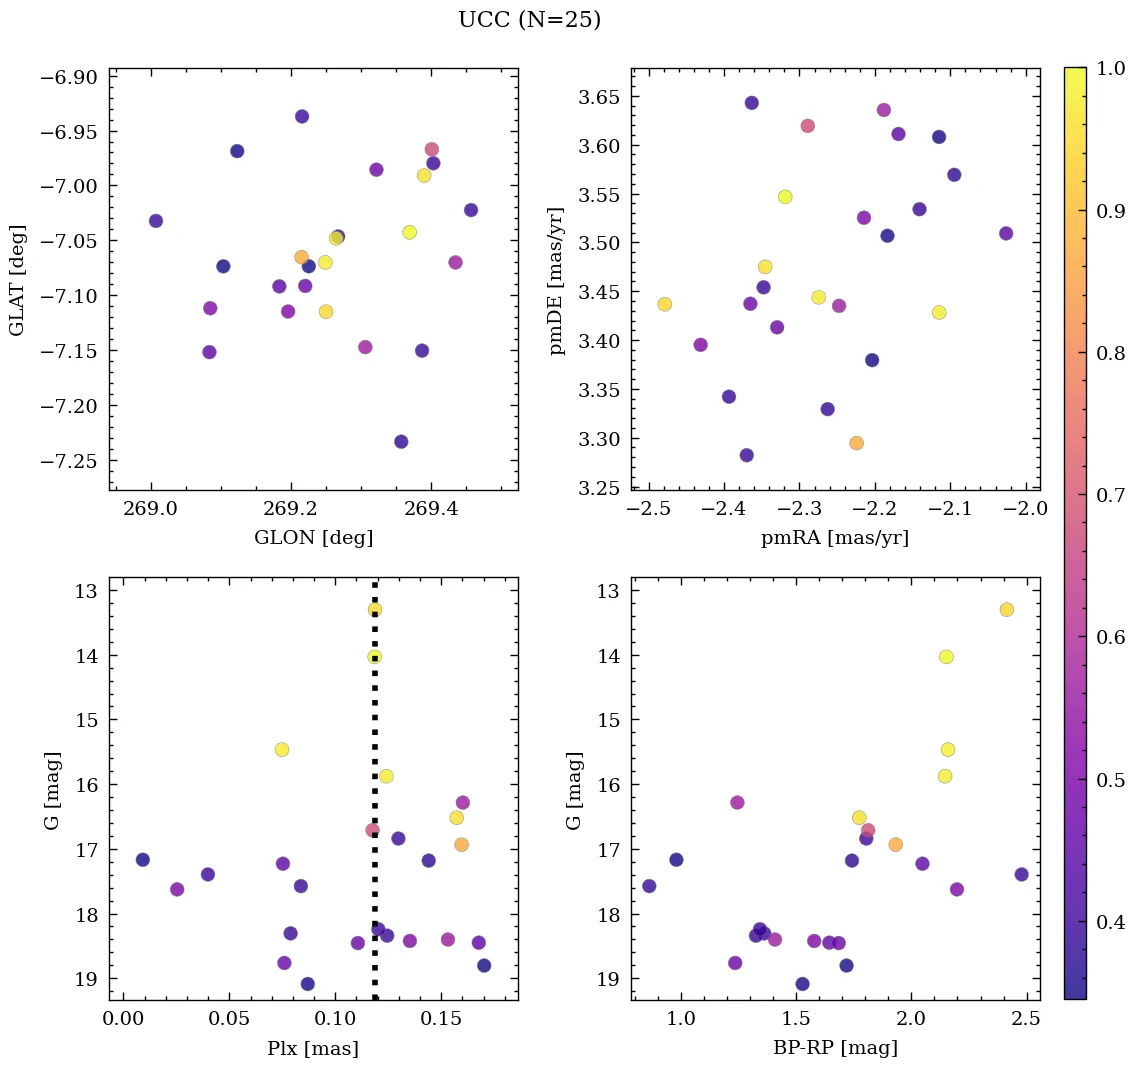 UCC (N=25)
−6.90
−6.95
−7.00
−7.05
−7.10
−7.15
−7.20
−7.25
GLAT [deg]
269.0 269.2 269.4
GLON [deg]
3.65
3.60
3.55
3.50
3.45
3.40
3.35
3.30
3.25
pmDE [mas/yr]
−2.5 −2.4 −2.3 −2.2 −2.1 −2.0
pmRA [mas/yr]
13
14
15
16
17
18
19
G [mag]
0.00 0.05 0.10 0.15
Plx [mas]
13
14
15
16
17
18
19
G [mag]
1.0 1.5 2.0 2.5
BP-RP [mag]
1.0
0.9
0.8
0.7
0.6
0.5
0.4